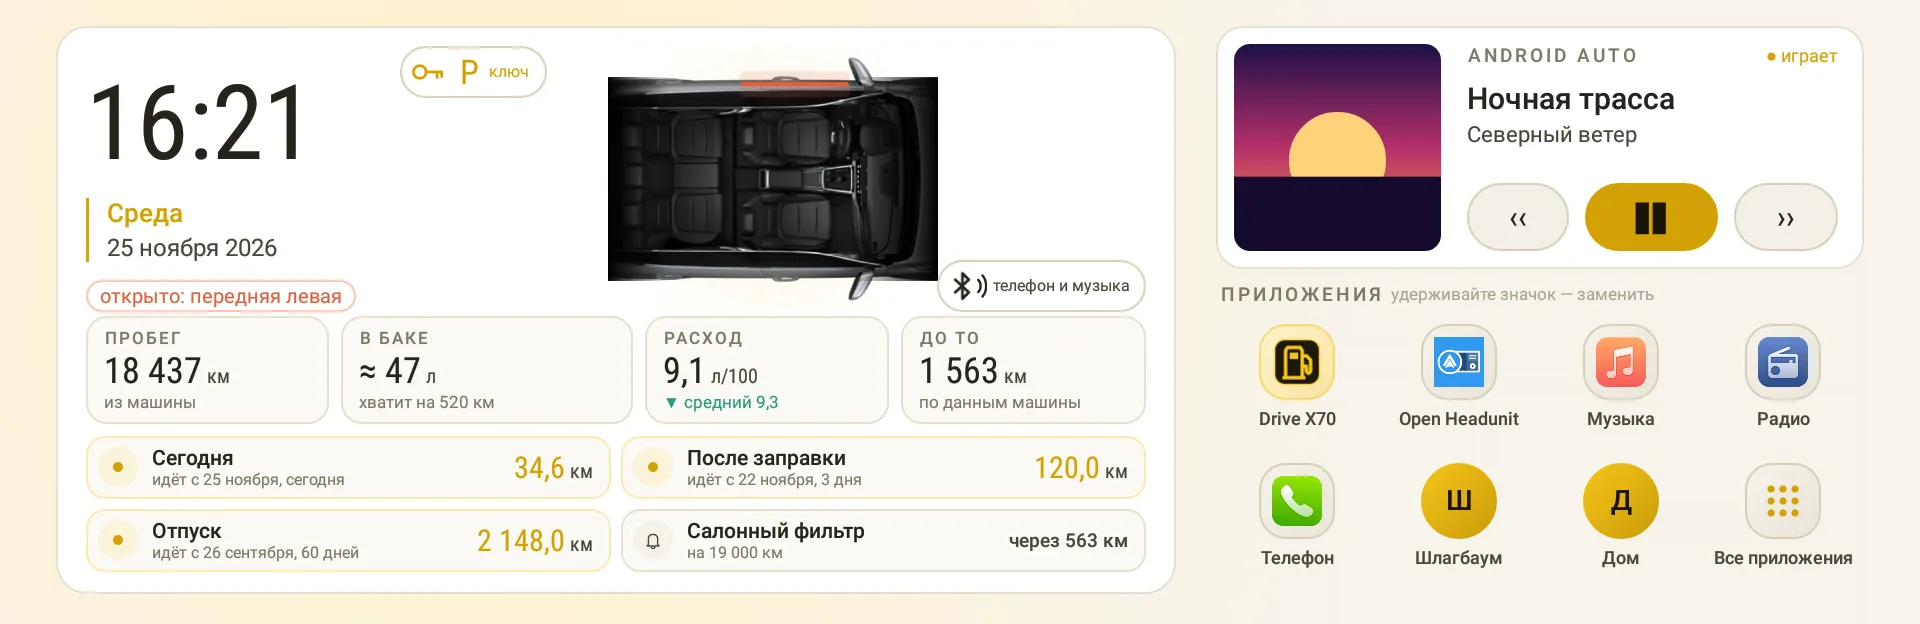 16:21
P ключ
Среда
25 ноября 2026
открыто: передняя левая
телефон и музыка
ПРОБЕГ
18 437 км
из машины
В БАКЕ
≈ 47 л
хватит на 520 км
РАСХОД
9,1 л/100
▼ средний 9,3
ДО ТО
1 563 км
по данным машины
Сегодня
идёт с 25 ноября, сегодня
34,6 км
После заправки
идёт с 22 ноября, 3 дня
120,0 км
Отпуск
идёт с 26 сентября, 60 дней
2 148,0 км
Салонный фильтр
на 19 000 км
через 563 км
ANDROID AUTO
● играет
Ночная трасса
Северный ветер
‹‹
››
ПРИЛОЖЕНИЯ удерживайте значок — заменить
Drive X70
Open Headunit
Музыка
Радио
Ш
Д
Телефон
Шлагбаум
Дом
Все приложения